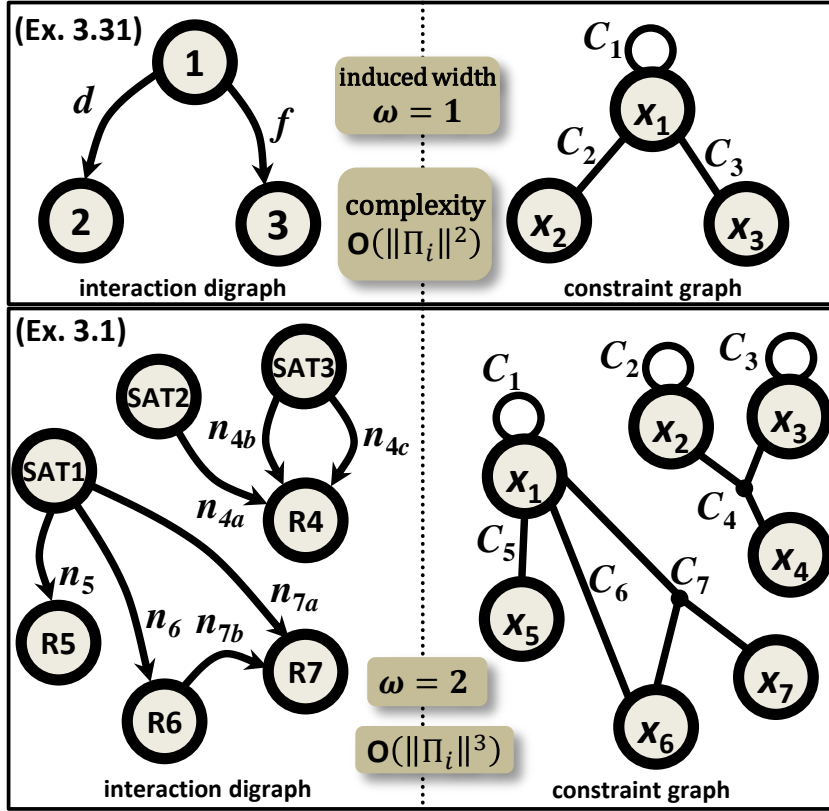 (Ex. 3.31)
1
d
f
2
3
interaction digraph
induced width
ω = 1
complexity
O(‖Π_i‖²)
C₁
x₁
C₂
C₃
x₂
x₃
constraint graph
(Ex. 3.1)
SAT3
SAT2
n₄b
n₄c
SAT1
n₄a
R4
n₅
n₆
n₇b
n₇a
R5
R7
R6
interaction digraph
ω = 2
O(‖Π_i‖³)
C₁
C₂
C₃
x₂
x₃
x₁
C₄
C₅
C₆
C₇
x₄
x₅
x₇
x₆
constraint graph